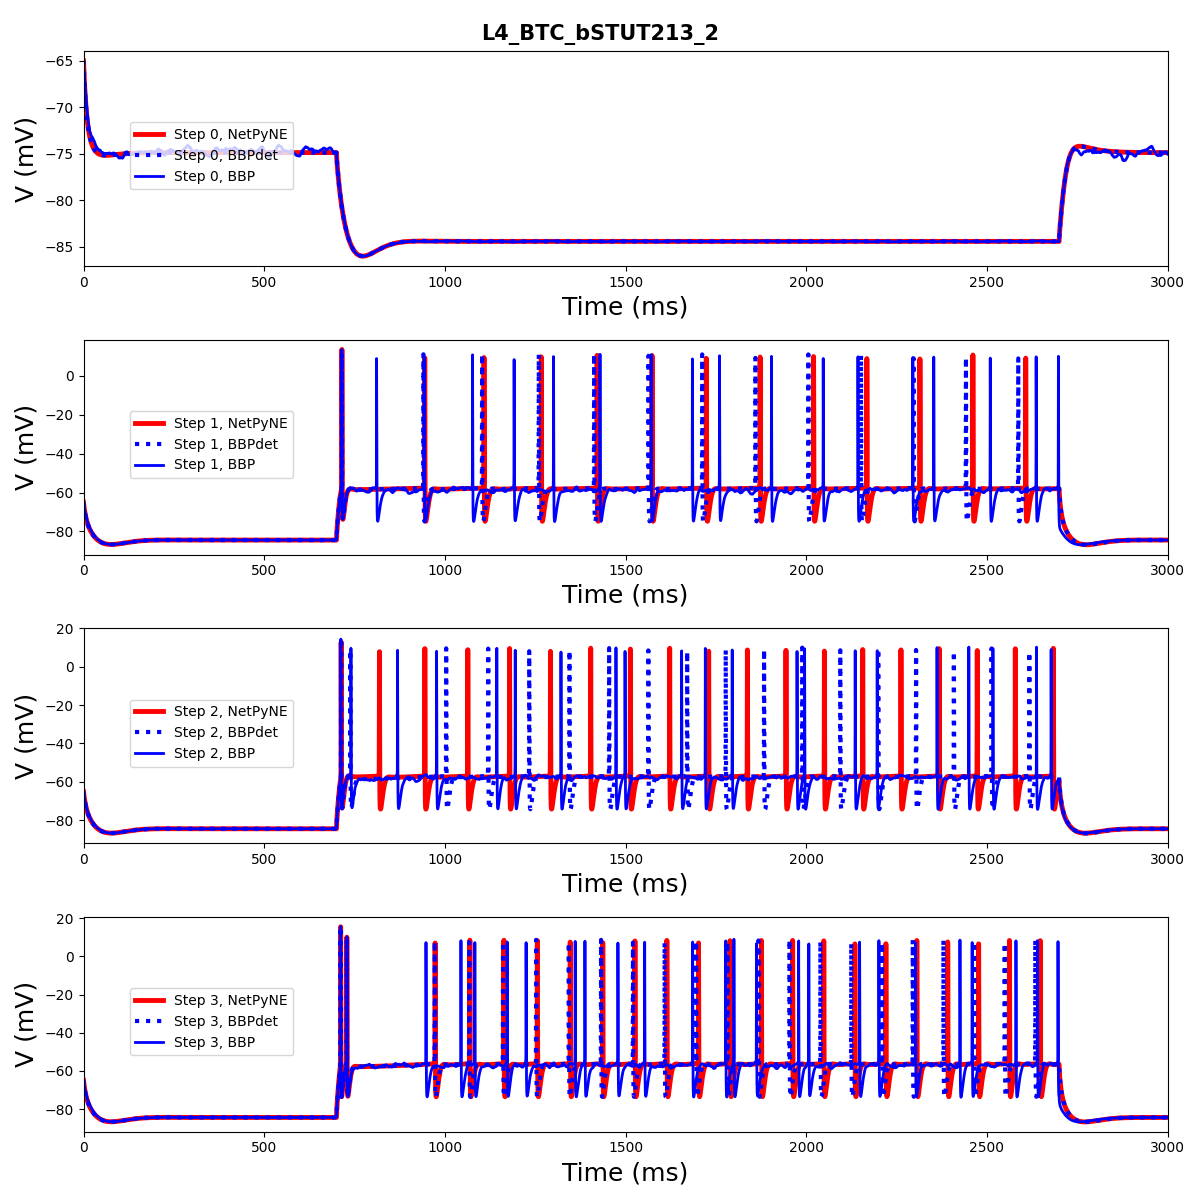 L4_BTC_bSTUT213_2
−65
−70
−75
−80
−85
V (mV)
Step 0, NetPyNE
Step 0, BBPdet
Step 0, BBP
0 500 1000 1500 2000 2500 3000
Time (ms)
0
−20
−40
−60
−80
V (mV)
Step 1, NetPyNE
Step 1, BBPdet
Step 1, BBP
0 500 1000 1500 2000 2500 3000
Time (ms)
20
0
−20
−40
−60
−80
V (mV)
Step 2, NetPyNE
Step 2, BBPdet
Step 2, BBP
0 500 1000 1500 2000 2500 3000
Time (ms)
20
0
−20
−40
−60
−80
V (mV)
Step 3, NetPyNE
Step 3, BBPdet
Step 3, BBP
0 500 1000 1500 2000 2500 3000
Time (ms)